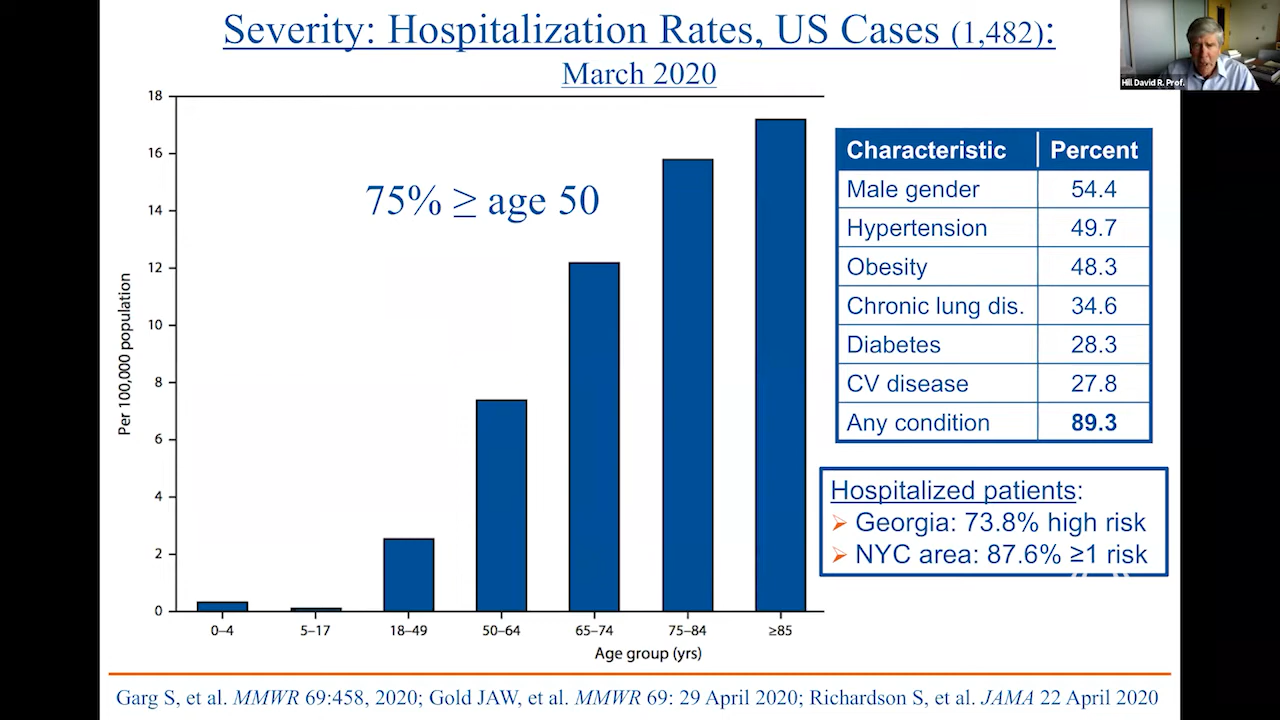 Severity: Hospitalization Rates, US Cases (1,482):
March 2020
Hill David R. Prof.
18
16
14
12
10
8
6
4
2
0
Per 100,000 population
75% ≥ age 50
0–4 5–17 18–49 50–64 65–74 75–84 ≥85
Age group (yrs)
Characteristic Percent
Male gender 54.4
Hypertension 49.7
Obesity 48.3
Chronic lung dis. 34.6
Diabetes 28.3
CV disease 27.8
Any condition 89.3
Hospitalized patients:
➢ Georgia: 73.8% high risk
➢ NYC area: 87.6% ≥1 risk
Garg S, et al. MMWR 69:458, 2020; Gold JAW, et al. MMWR 69: 29 April 2020; Richardson S, et al. JAMA 22 April 2020